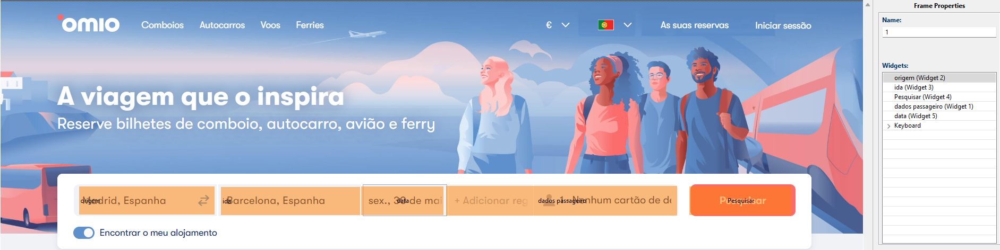 omio Comboios Autocarros Voos Ferries € As suas reservas Iniciar sessão
A viagem que o inspira
Reserve bilhetes de comboio, autocarro, avião e ferry
Madrid, Espanha
origem
Barcelona, Espanha
ida
sex., 30 de mai
data
+ Adicionar reg
1, Nenhum cartão de de
dados passageiro
Pesquisar
Pesquisar
Encontrar o meu alojamento
Frame Properties
Name:
1
Widgets:
origem (Widget 2)
ida (Widget 3)
Pesquisar (Widget 4)
dados passageiro (Widget 1)
data (Widget 5)
Keyboard